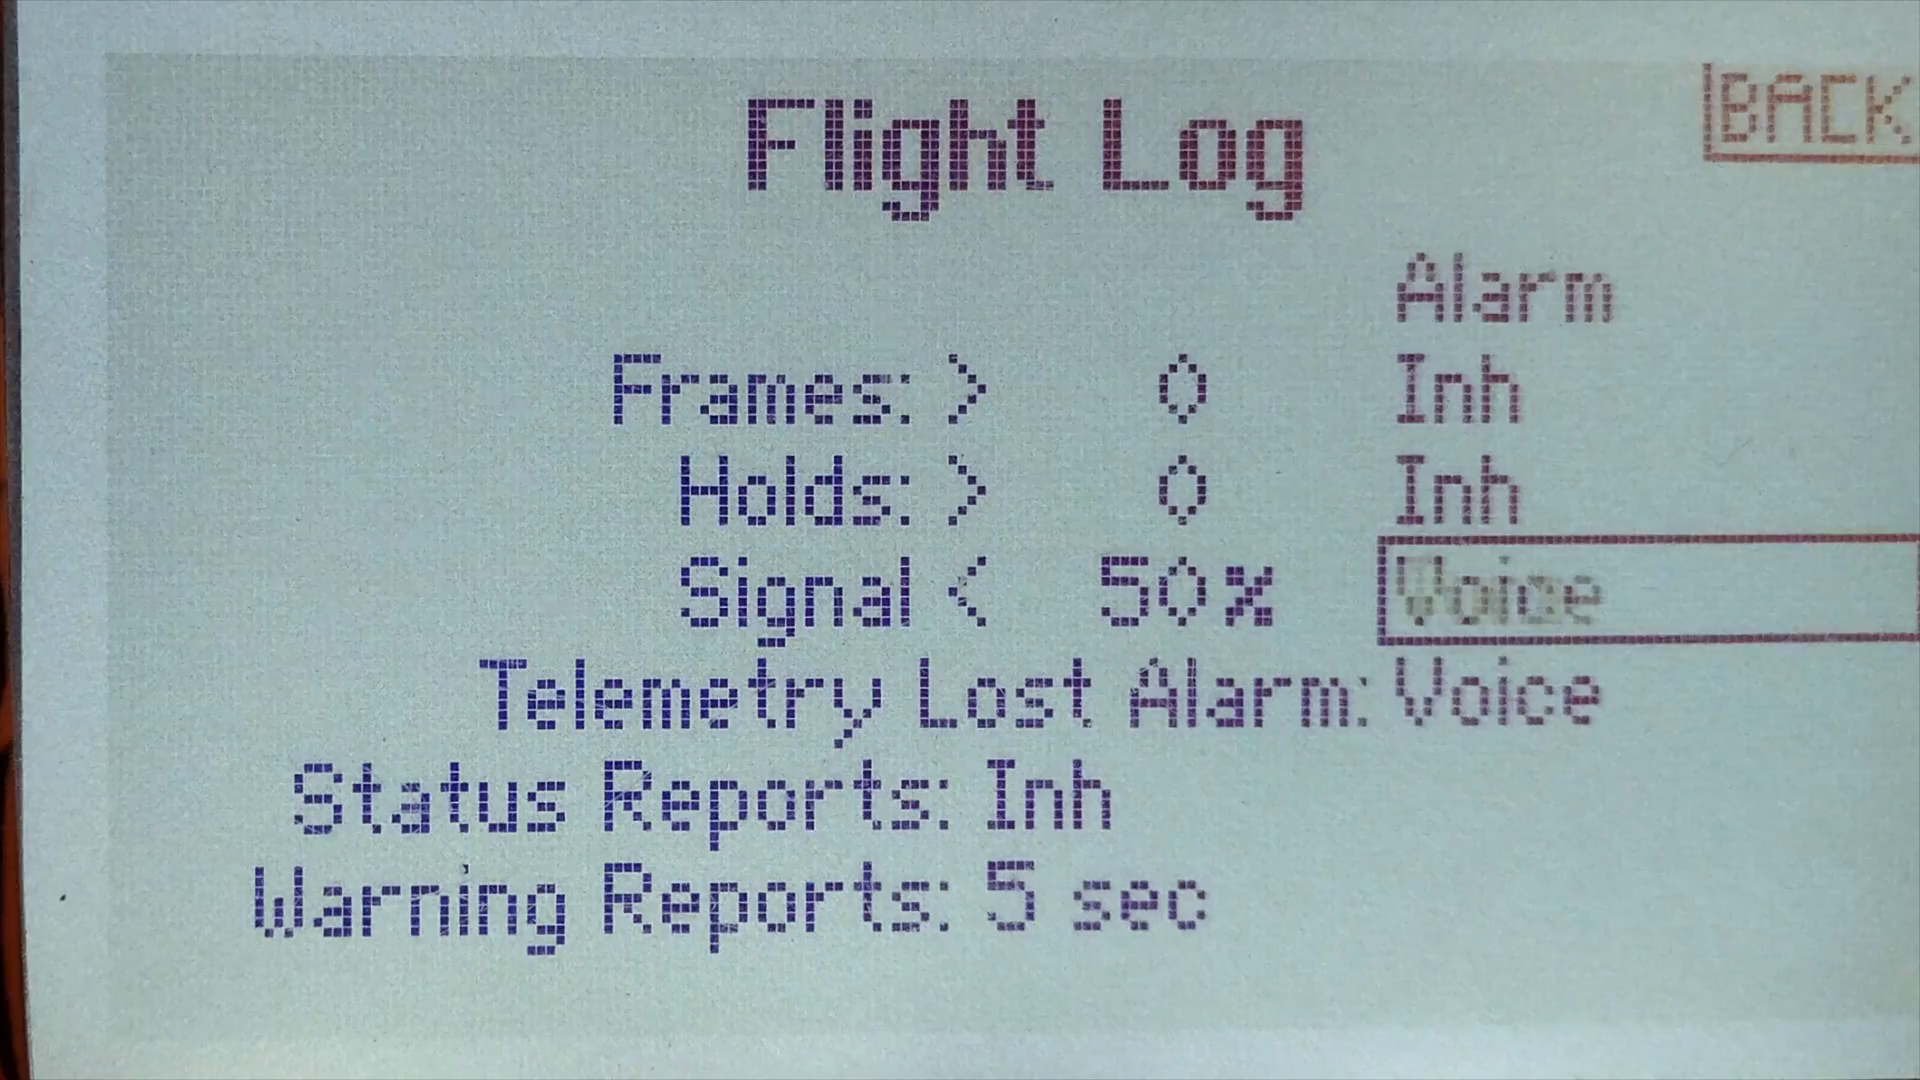 Flight Log
BACK
Alarm
Frames: > 0 Inh
Holds: > 0 Inh
Signal < 50% Voice
Telemetry Lost Alarm: Voice
Status Reports: Inh
Warning Reports: 5 sec